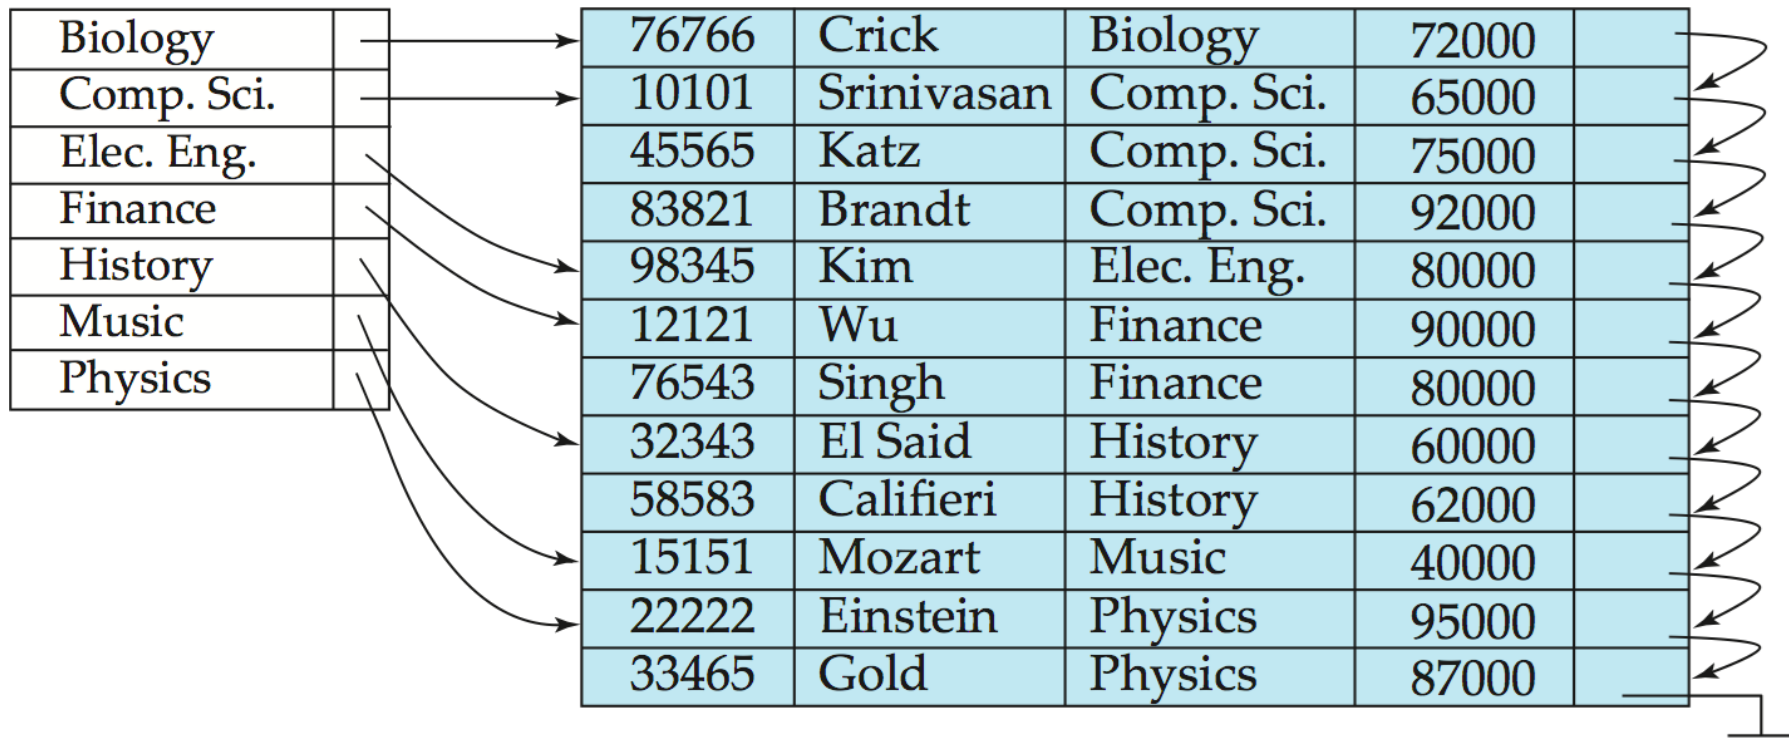 Biology
Comp. Sci.
Elec. Eng.
Finance
History
Music
Physics
76766 Crick Biology 72000
10101 Srinivasan Comp. Sci. 65000
45565 Katz Comp. Sci. 75000
83821 Brandt Comp. Sci. 92000
98345 Kim Elec. Eng. 80000
12121 Wu Finance 90000
76543 Singh Finance 80000
32343 El Said History 60000
58583 Califieri History 62000
15151 Mozart Music 40000
22222 Einstein Physics 95000
33465 Gold Physics 87000